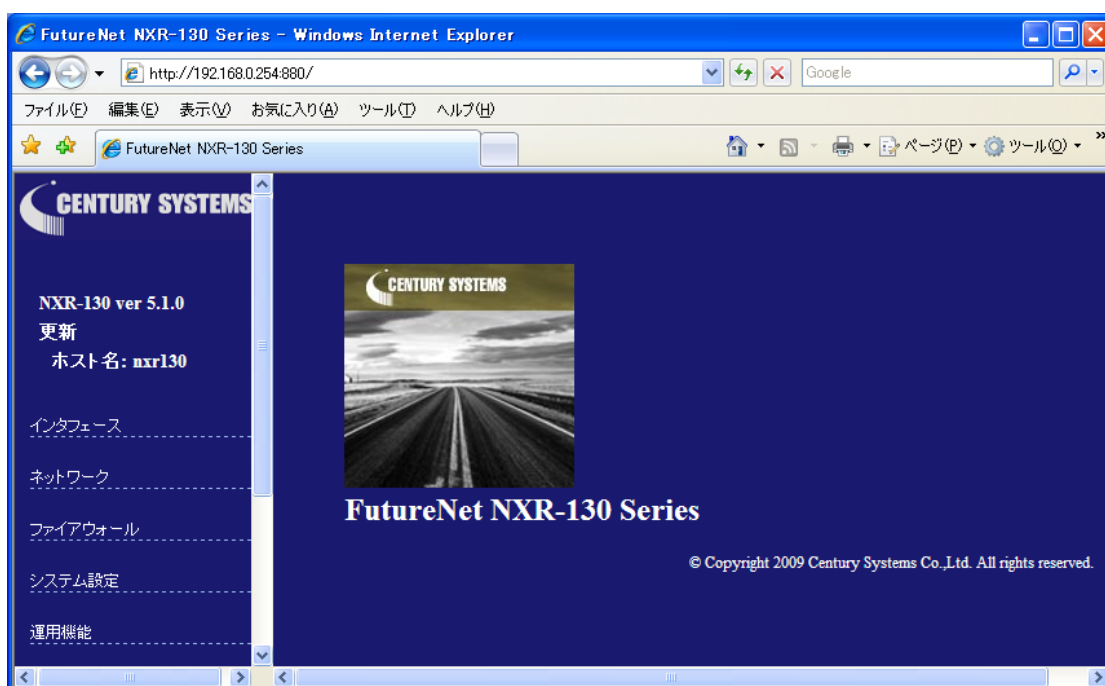 FutureNet NXR-130 Series - Windows Internet Explorer
http://192.168.0.254:880/
Google
ファイル(F) 編集(E) 表示(V) お気に入り(A) ツール(T) ヘルプ(H)
FutureNet NXR-130 Series
ページ(P) ツール(O) »
CENTURY SYSTEMS
NXR-130 ver 5.1.0
更新
ホスト名: nxr130
インタフェース
ネットワーク
ファイアウォール
システム設定
運用機能
CENTURY SYSTEMS
FutureNet NXR-130 Series
© Copyright 2009 Century Systems Co.,Ltd. All rights reserved.